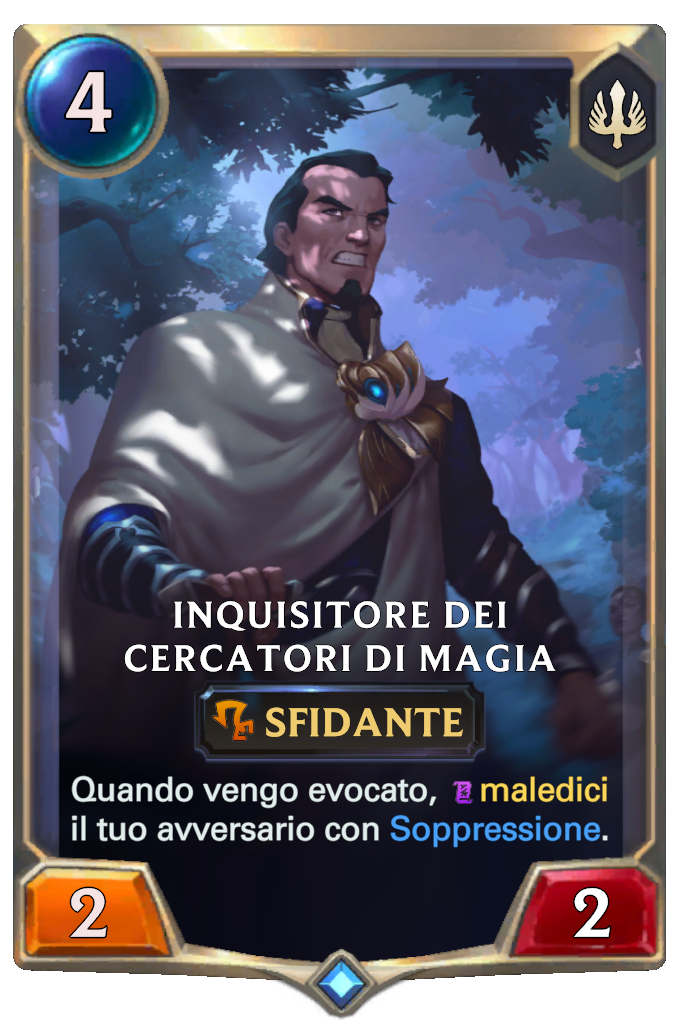 4
INQUISITORE DEI
CERCATORI DI MAGIA
SFIDANTE
Quando vengo evocato, maledici
il tuo avversario con Soppressione.
2
2